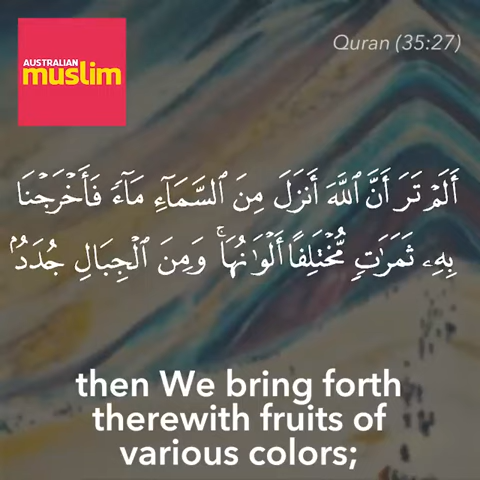 AUSTRALIAN
muslim
Quran (35:27)
أَلَمْ تَرَ أَنَّ ٱللَّهَ أَنزَلَ مِنَ ٱلسَّمَآءِ مَآءً فَأَخْرَجْنَا
بِهِۦ ثَمَرَٰتٍ مُّخْتَلِفًا أَلْوَٰنُهَا ۚ وَمِنَ ٱلْجِبَالِ جُدَدٌۢ
then We bring forth
therewith fruits of
various colors;